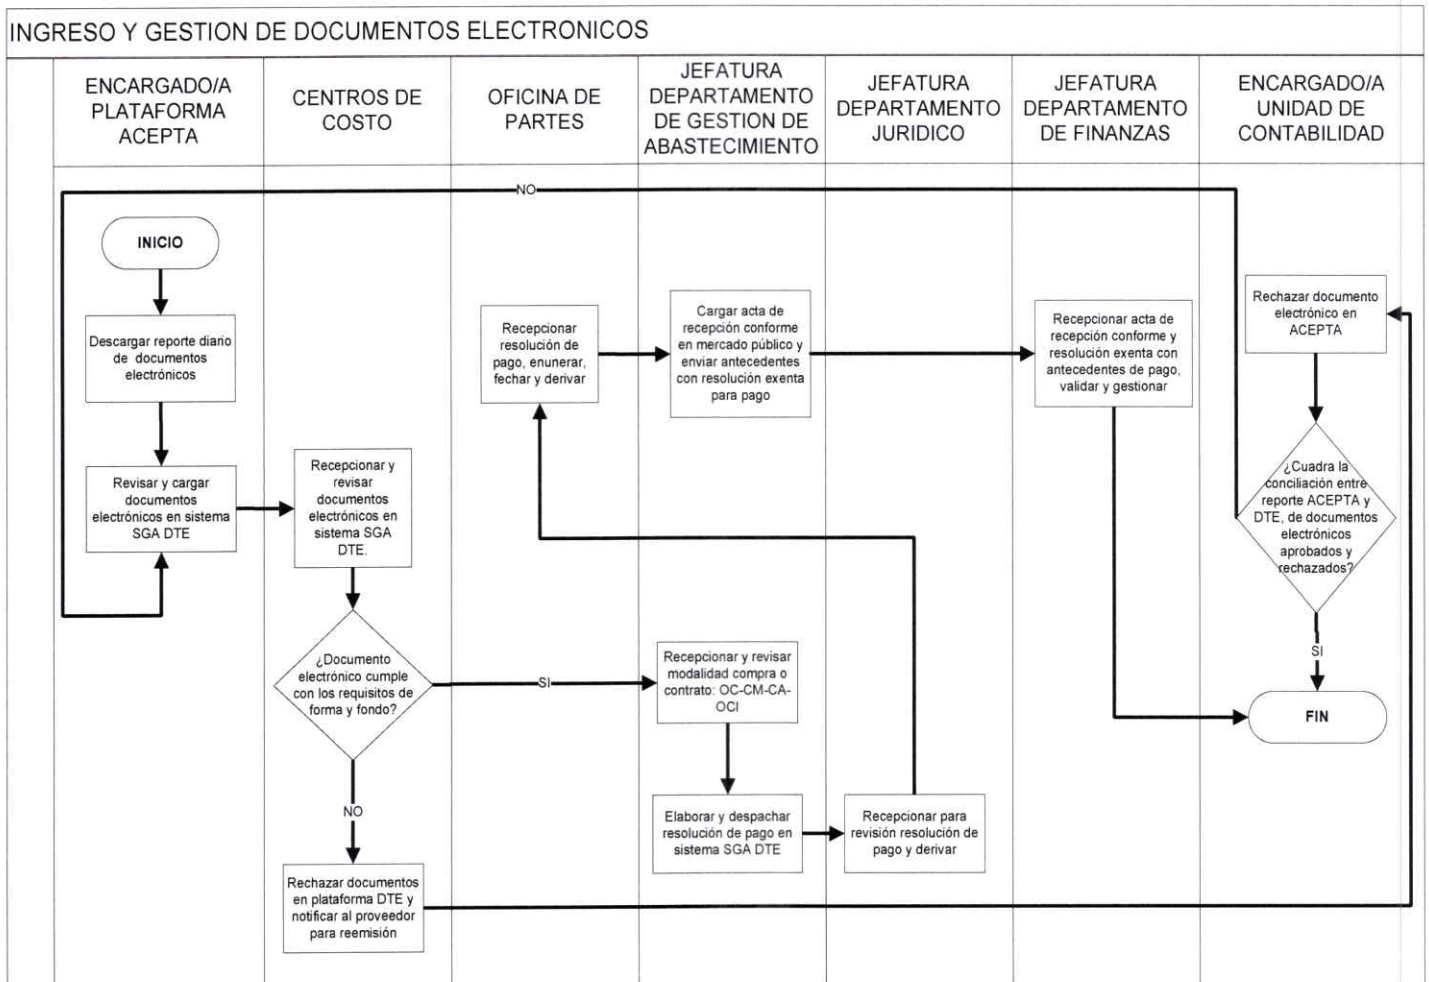 INGRESO Y GESTION DE DOCUMENTOS ELECTRONICOS
ENCARGADO/A
PLATAFORMA
ACEPTA
CENTROS DE
COSTO
OFICINA DE
PARTES
JEFATURA
DEPARTAMENTO
DE GESTION DE
ABASTECIMIENTO
JEFATURA
DEPARTAMENTO
JURIDICO
JEFATURA
DEPARTAMENTO
DE FINANZAS
ENCARGADO/A
UNIDAD DE
CONTABILIDAD
NO
INICIO
Descargar reporte diario
de documentos
electrónicos
Revisar y cargar
documentos
electrónicos en sistema
SGA DTE
Recepcionar y
revisar
documentos
electrónicos en
sistema SGA
DTE.
¿Documento
electrónico cumple
con los requisitos de
forma y fondo?
SI
NO
Rechazar documentos
en plataforma DTE y
notificar al proveedor
para reemisión
Recepcionar
resolución de
pago, enunerar,
fechar y derivar
Cargar acta de
recepción conforme
en mercado público y
enviar antecedentes
con resolución exenta
para pago
Recepcionar y revisar
modalidad compra o
contrato: OC-CM-CA-
OCI
Elaborar y despachar
resolución de pago en
sistema SGA DTE
Recepcionar para
revisión resolución de
pago y derivar
Recepcionar acta de
recepción conforme y
resolución exenta con
antecedentes de pago,
validar y gestionar
Rechazar documento
electrónico en
ACEPTA
¿Cuadra la
conciliación entre
reporte ACEPTA y
DTE, de documentos
electrónicos
aprobados y
rechazados?
SI
FIN